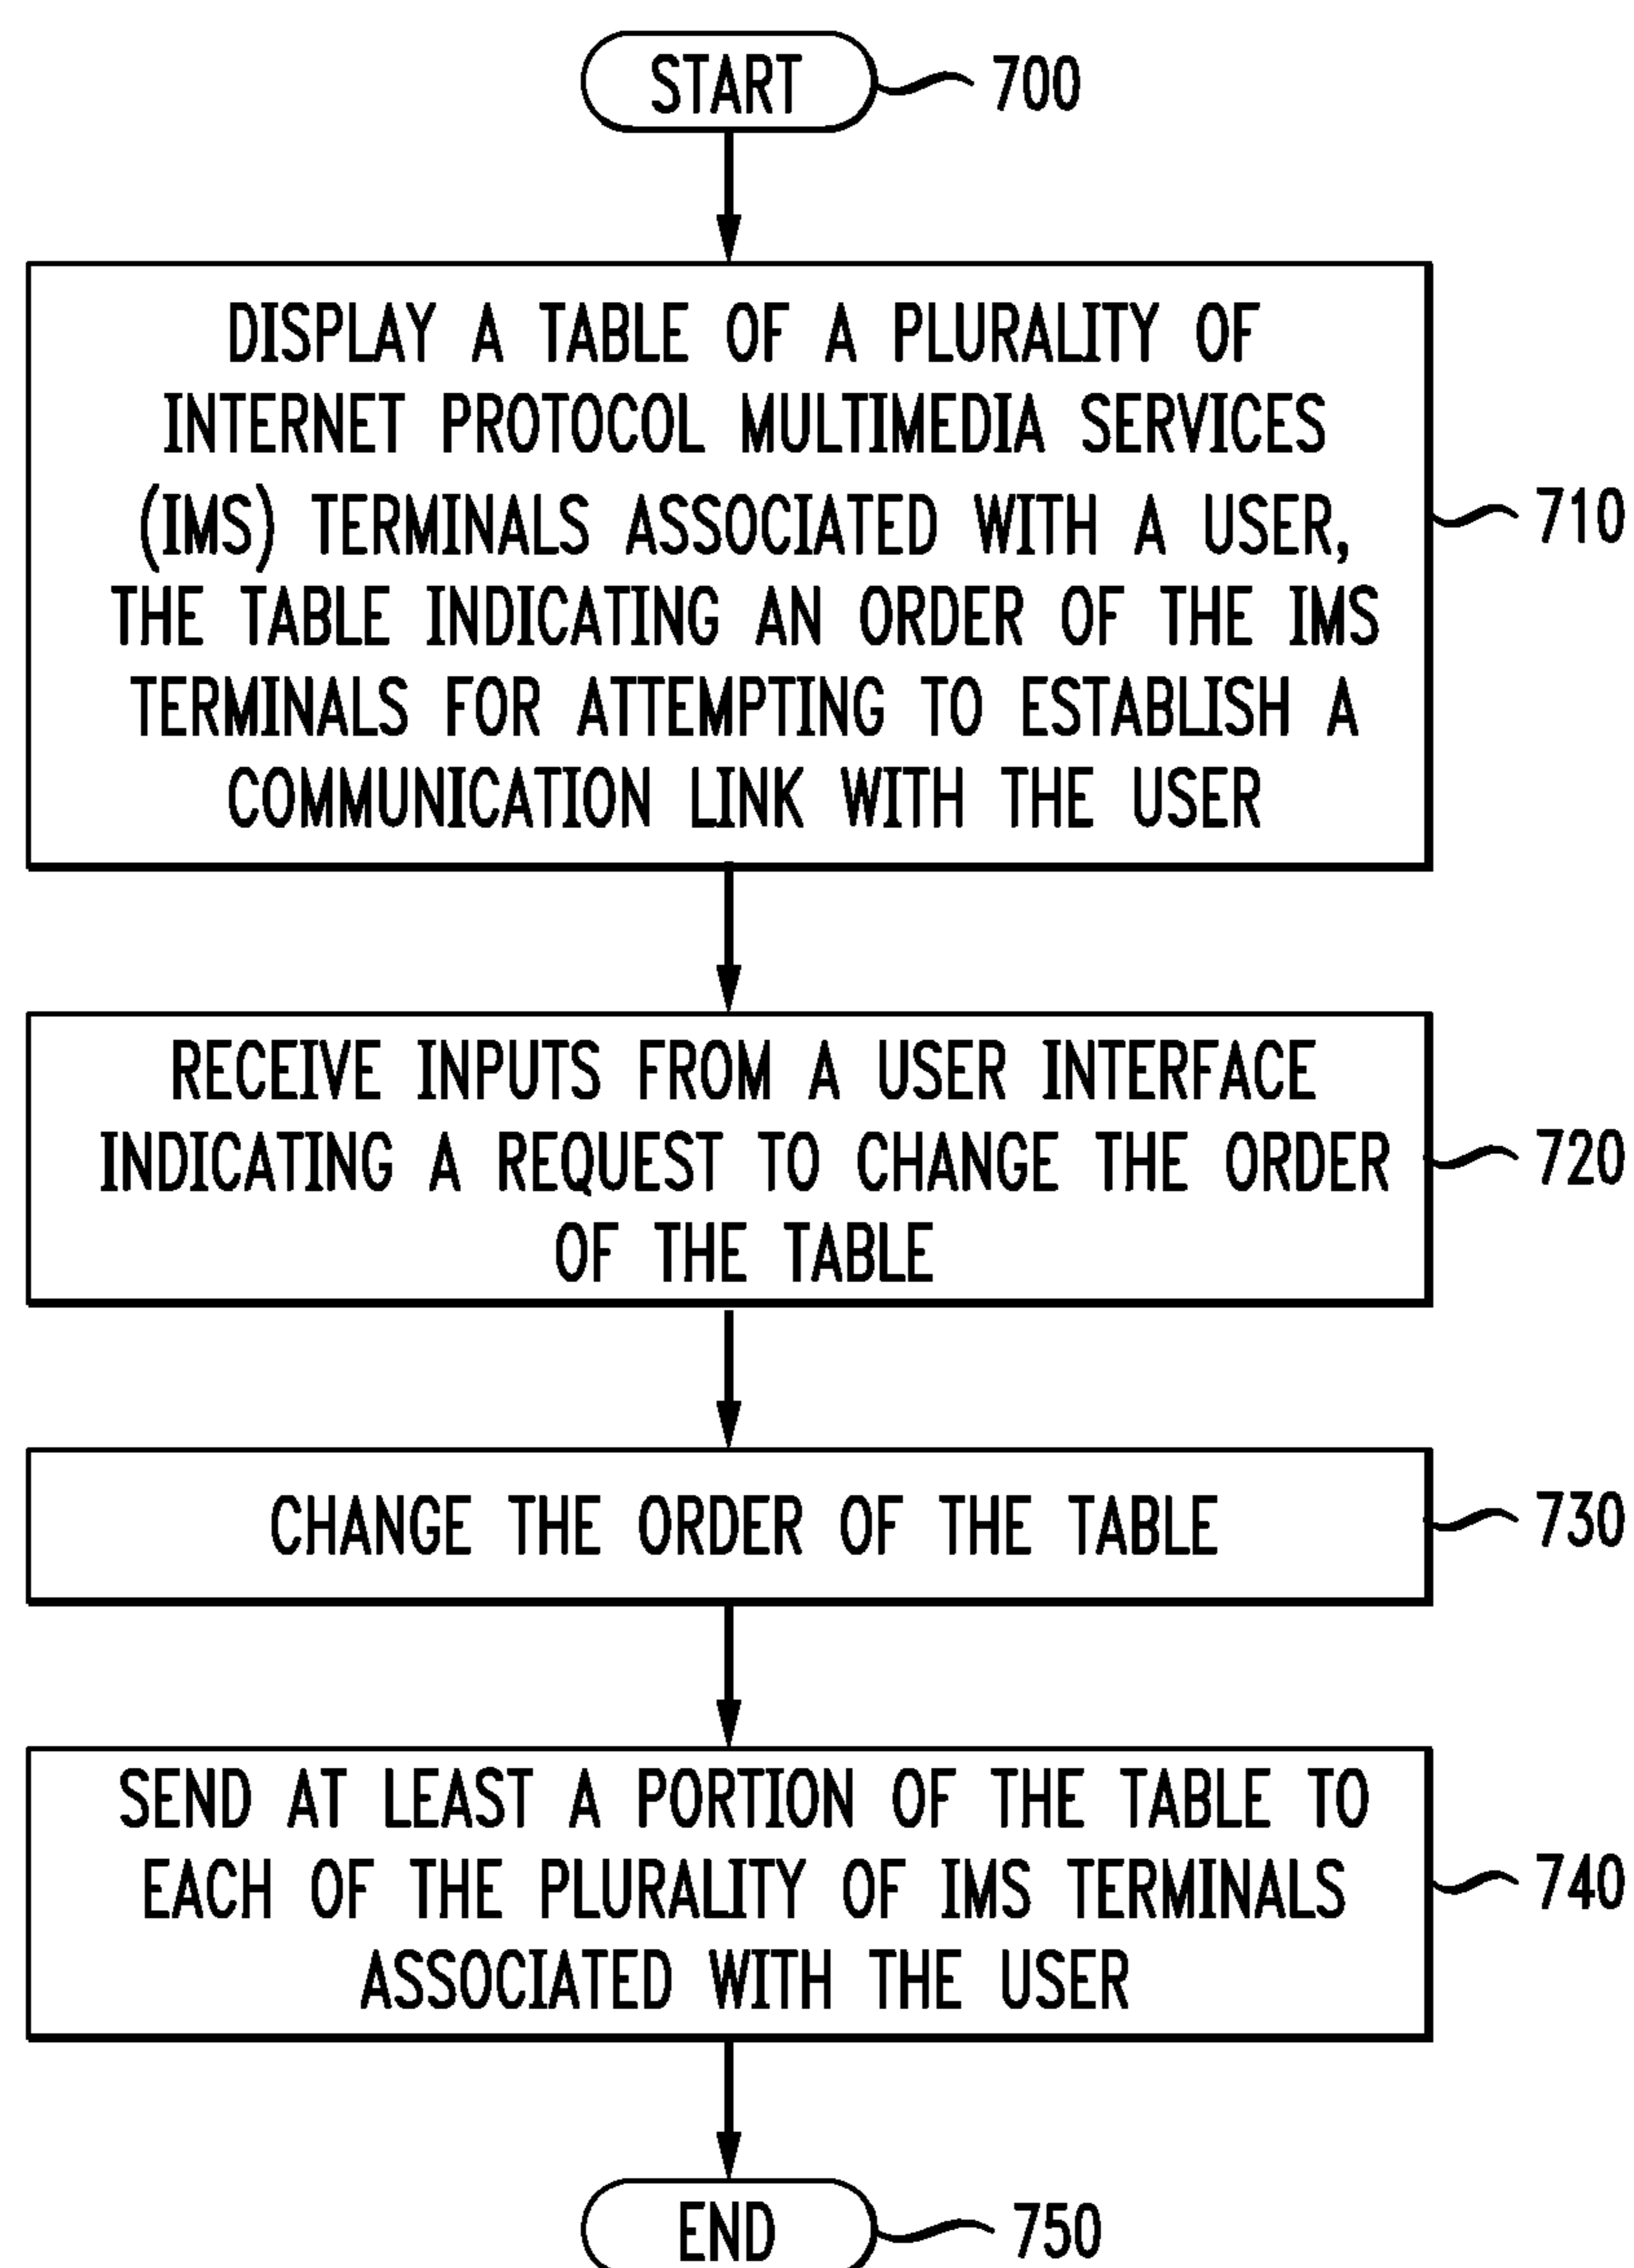 START
700
DISPLAY A TABLE OF A PLURALITY OF
INTERNET PROTOCOL MULTIMEDIA SERVICES
(IMS) TERMINALS ASSOCIATED WITH A USER,
THE TABLE INDICATING AN ORDER OF THE IMS
TERMINALS FOR ATTEMPTING TO ESTABLISH A
COMMUNICATION LINK WITH THE USER
710
RECEIVE INPUTS FROM A USER INTERFACE
INDICATING A REQUEST TO CHANGE THE ORDER
OF THE TABLE
720
CHANGE THE ORDER OF THE TABLE
730
SEND AT LEAST A PORTION OF THE TABLE TO
EACH OF THE PLURALITY OF IMS TERMINALS
ASSOCIATED WITH THE USER
740
END
750